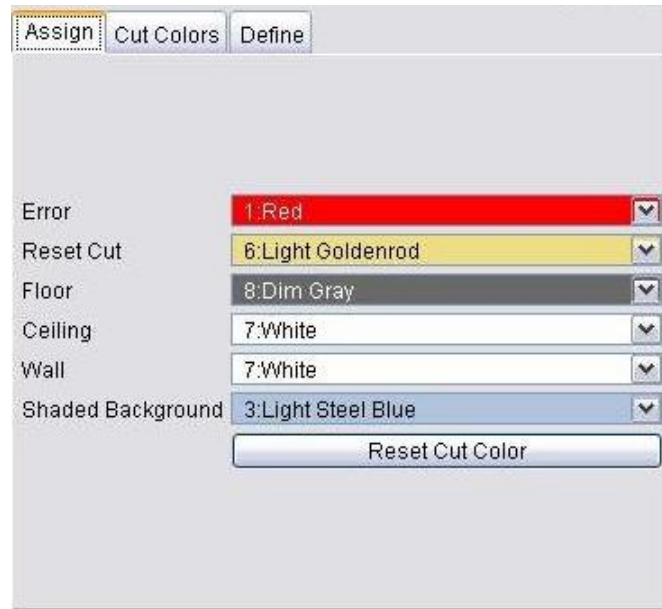 Assign Cut Colors Define
Error 1:Red
Reset Cut 6:Light Goldenrod
Floor 8:Dim Gray
Ceiling 7:White
Wall 7:White
Shaded Background 3:Light Steel Blue
Reset Cut Color